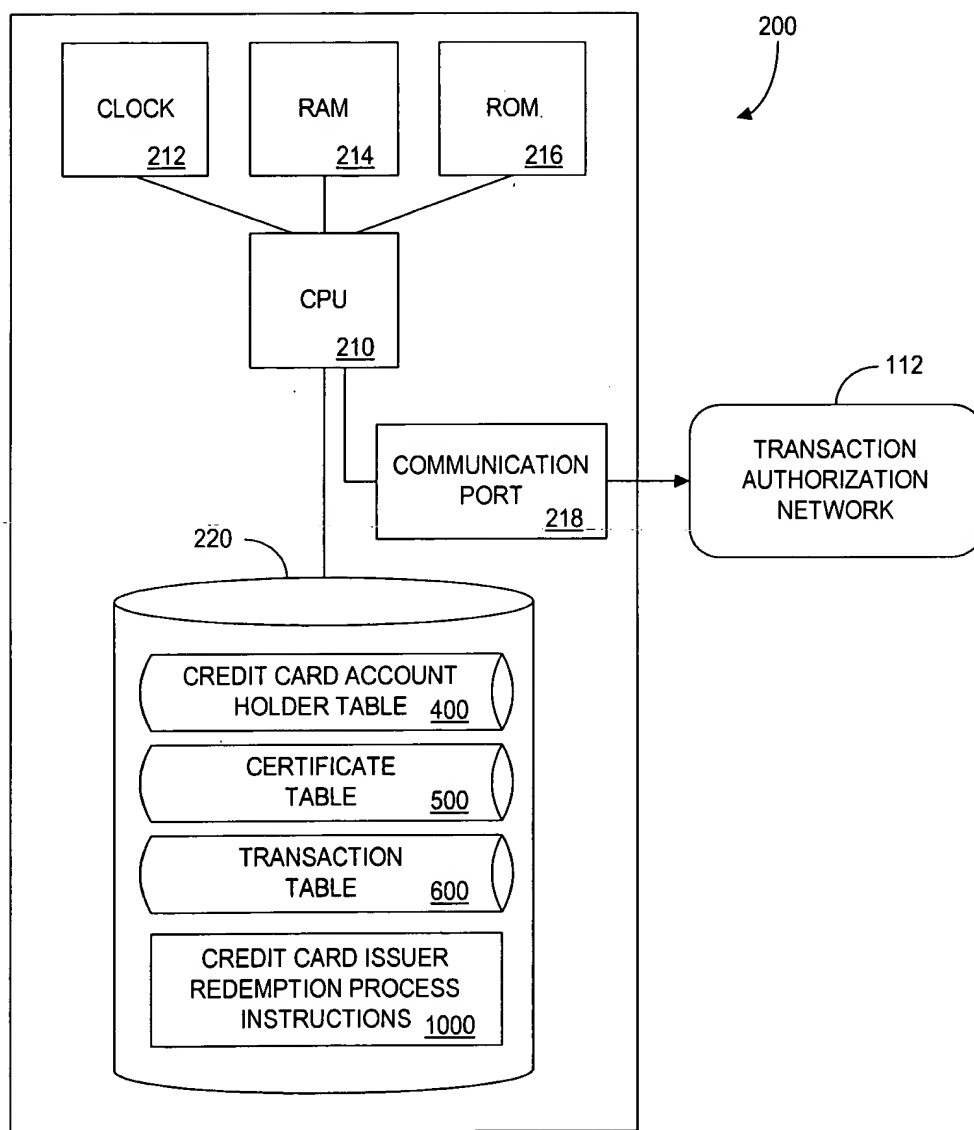 200
CLOCK
212
RAM
214
ROM.
216
CPU
210
112
COMMUNICATION
PORT
218
TRANSACTION
AUTHORIZATION
NETWORK
220
CREDIT CARD ACCOUNT
HOLDER TABLE 400
CERTIFICATE
TABLE 500
TRANSACTION
TABLE 600
CREDIT CARD ISSUER
REDEMPTION PROCESS
INSTRUCTIONS 1000